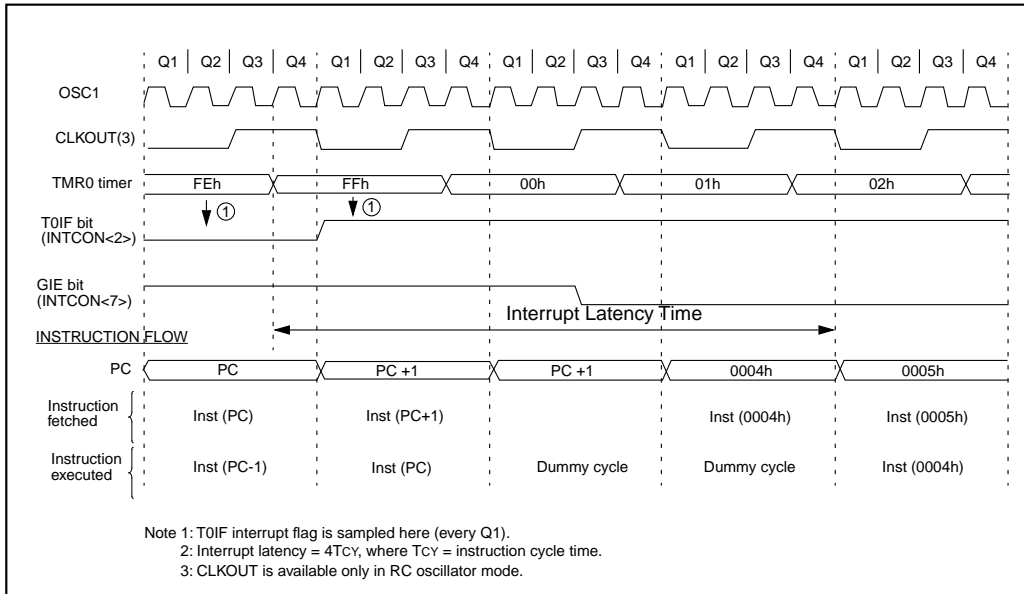 Q1 Q2 Q3 Q4 Q1 Q2 Q3 Q4 Q1 Q2 Q3 Q4 Q1 Q2 Q3 Q4 Q1 Q2 Q3 Q4
OSC1
CLKOUT(3)
TMR0 timer FEh FFh 00h 01h 02h
1 1
T0IF bit
(INTCON<2>)
GIE bit
(INTCON<7>)
Interrupt Latency Time
INSTRUCTION FLOW
PC PC PC +1 PC +1 0004h 0005h
Instruction
fetched
Inst (PC) Inst (PC+1) Inst (0004h) Inst (0005h)
Instruction
executed
Inst (PC-1) Inst (PC) Dummy cycle Dummy cycle Inst (0004h)
Note 1: T0IF interrupt flag is sampled here (every Q1).
2: Interrupt latency = 4TCY, where TCY = instruction cycle time.
3: CLKOUT is available only in RC oscillator mode.